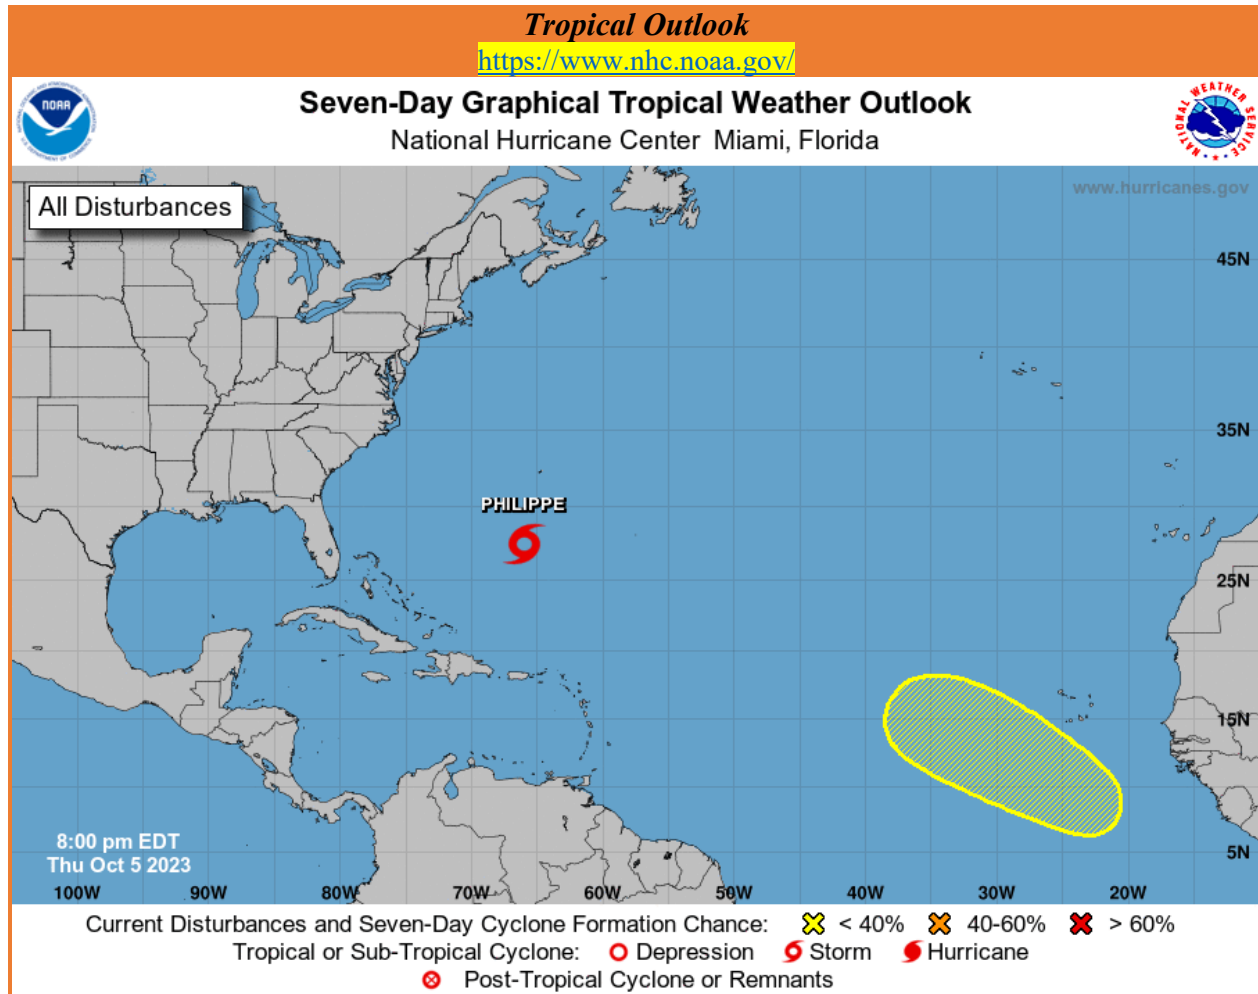 Tropical Outlook
https://www.nhc.noaa.gov/
NOAA
NATIONAL WEATHER SERVICE
Seven-Day Graphical Tropical Weather Outlook
National Hurricane Center  Miami, Florida
www.hurricanes.gov
All Disturbances
45N
35N
PHILIPPE
25N
15N
8:00 pm EDT
Thu Oct 5 2023
5N
100W 90W 80W 70W 60W 50W 40W 30W 20W
Current Disturbances and Seven-Day Cyclone Formation Chance: < 40% 40-60% > 60%
Tropical or Sub-Tropical Cyclone: Depression Storm Hurricane
Post-Tropical Cyclone or Remnants